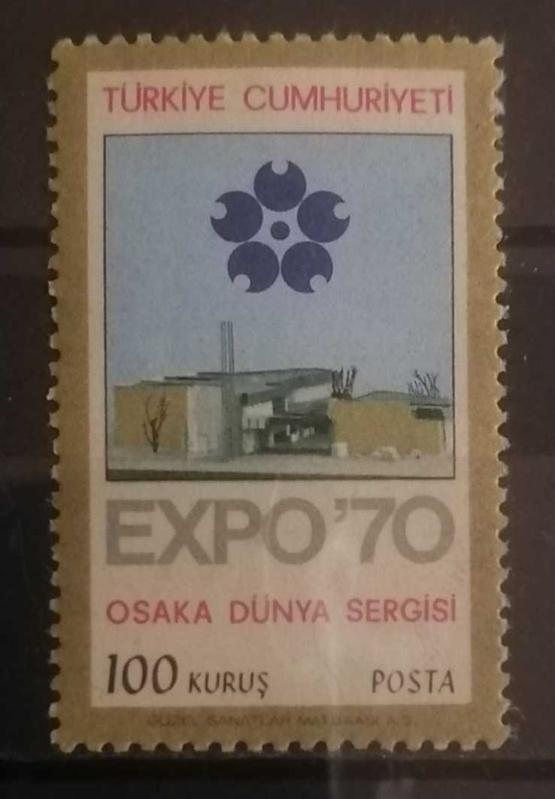 TÜRKİYE CUMHURİYETİ
EXPO '70
OSAKA DÜNYA SERGİSİ
100 KURUŞ POSTA
GÜZEL SANATLAR MATBAASI A.Ş.